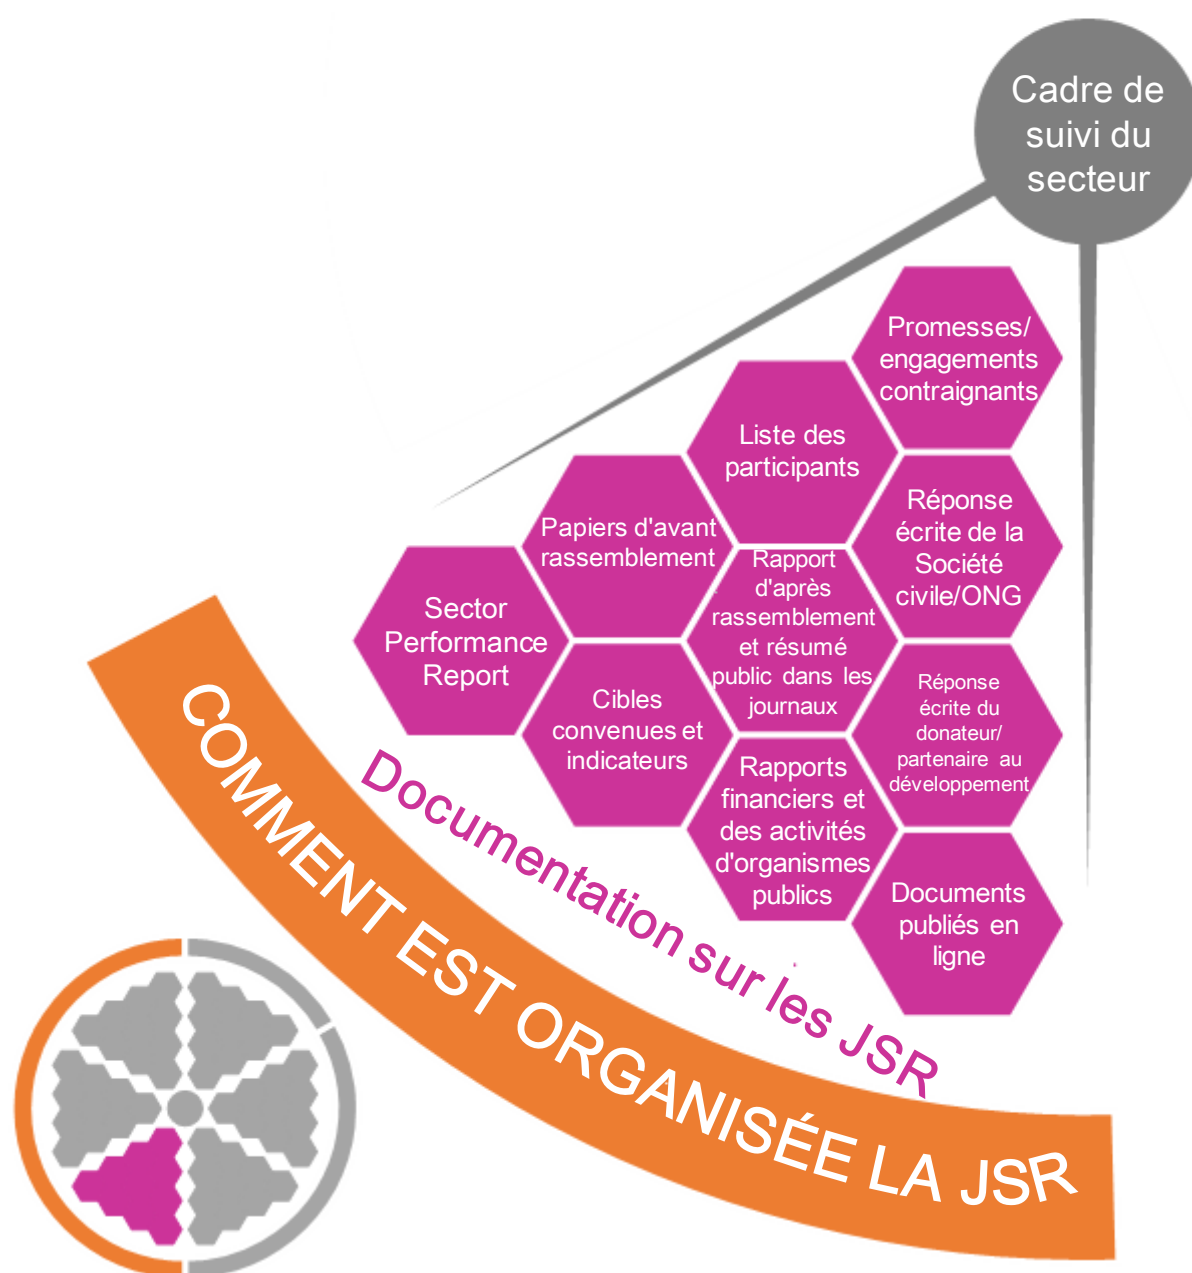 Cadre de
suivi du
secteur
Promesses/
engagements
contraignants
Liste des
participants
Réponse
écrite de la
Société
civile/ONG
Papiers d'avant
rassemblement
Rapport
d'après
rassemblement
et résumé
public dans les
journaux
Sector
Performance
Report
Cibles
convenues et
indicateurs
Réponse
écrite du
donateur/
partenaire au
développement
Rapports
financiers et
des activités
d'organismes
publics
Documents
publiés en
ligne
Documentation sur les JSR
COMMENT EST ORGANISÉE LA JSR